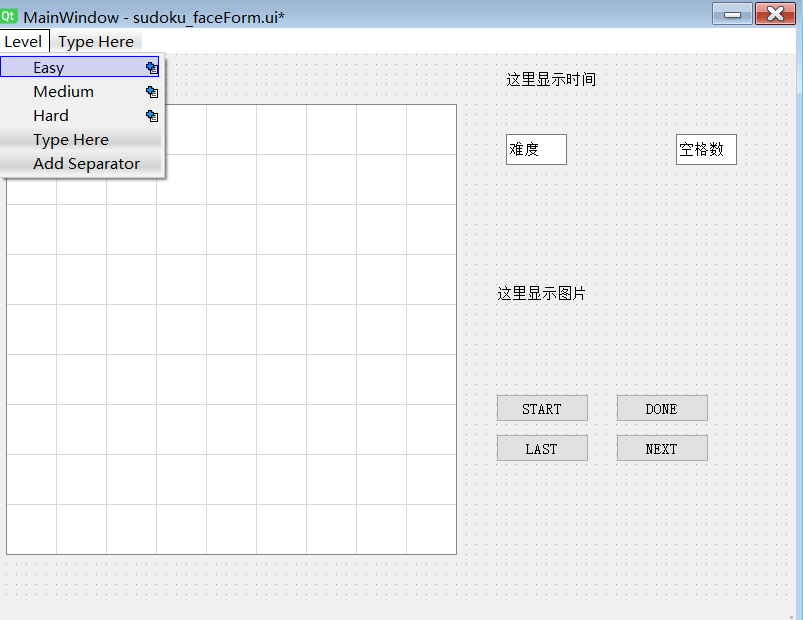 Qt MainWindow - sudoku_faceForm.ui*
Level Type Here
Easy
Medium
Hard
Type Here
Add Separator
这里显示时间
难度 空格数
这里显示图片
START DONE
LAST NEXT